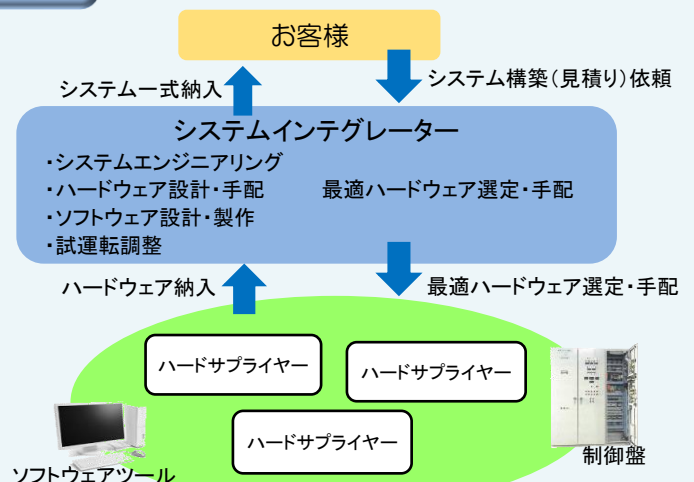 お客様
システム一式納入
システム構築(見積り)依頼
システムインテグレーター
・システムエンジニアリング
・ハードウェア設計・手配
最適ハードウェア選定・手配
・ソフトウェア設計・製作
・試運転調整
ハードウェア納入
最適ハードウェア選定・手配
ハードサプライヤー
ハードサプライヤー
ハードサプライヤー
制御盤
ソフトウェアツール